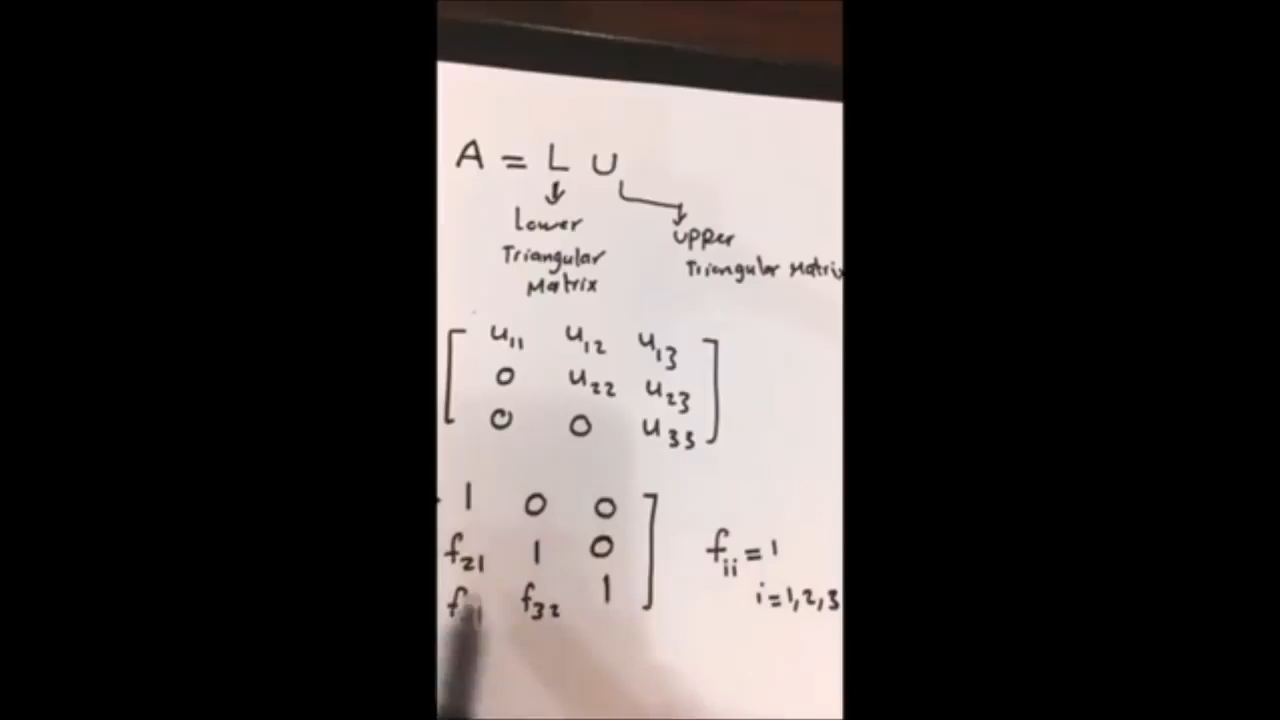 A = L U
Lower
Triangular
Matrix
Upper
Triangular Matrix
u11 u12 u13
0 u22 u23
0 0 u33
1 0 0
f21 1 0
f32 1
fii = 1
i = 1, 2, 3